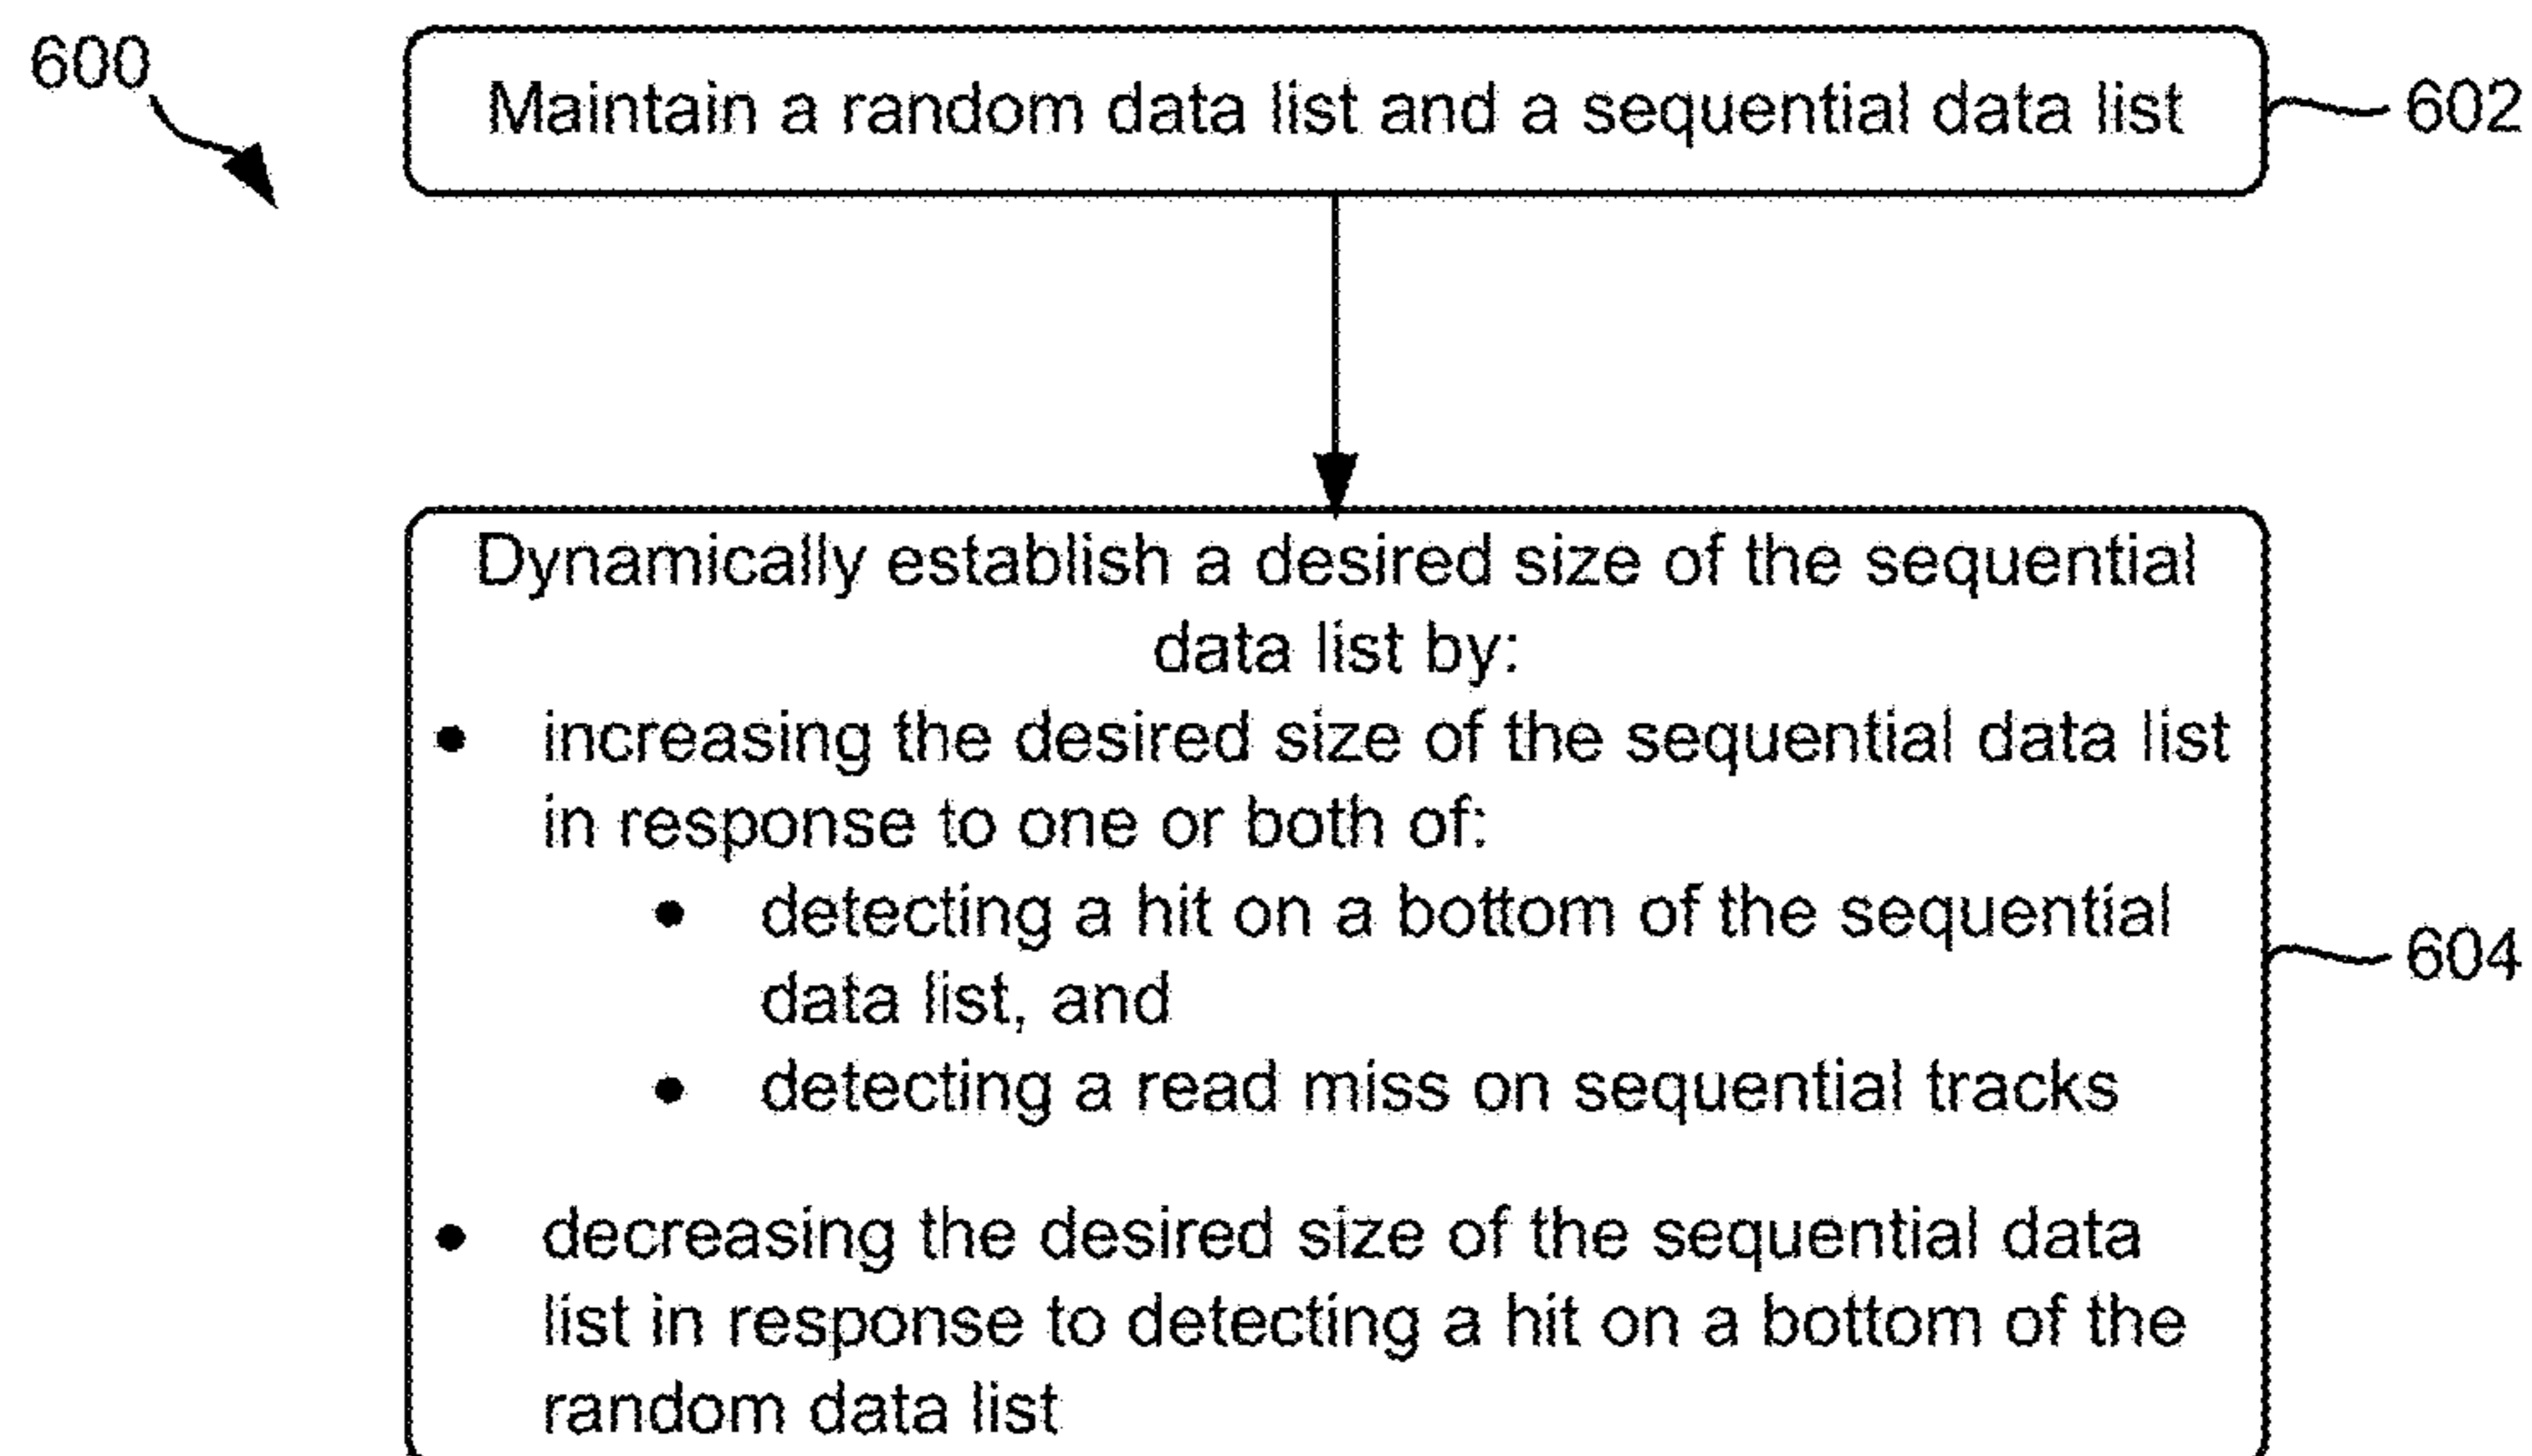 600
Maintain a random data list and a sequential data list
602
Dynamically establish a desired size of the sequential
data list by:
• increasing the desired size of the sequential data list
in response to one or both of:
• detecting a hit on a bottom of the sequential
data list, and
• detecting a read miss on sequential tracks
604
• decreasing the desired size of the sequential data
list in response to detecting a hit on a bottom of the
random data list